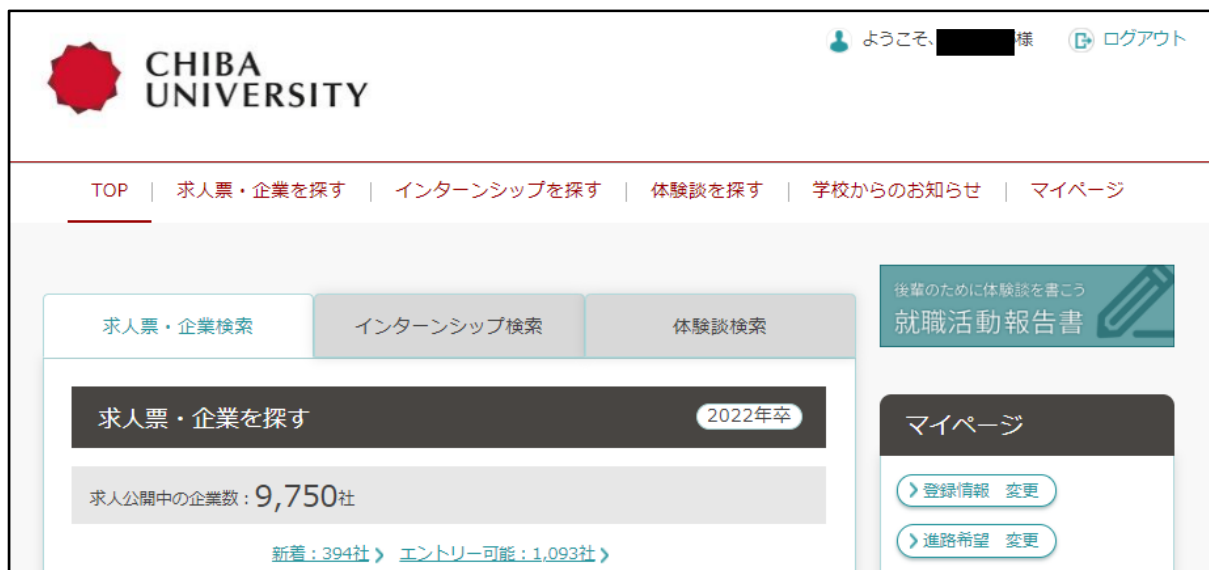 CHIBA
UNIVERSITY
ようこそ、 様 ログアウト
TOP | 求人票・企業を探す | インターンシップを探す | 体験談を探す | 学校からのお知らせ | マイページ
求人票・企業検索 インターンシップ検索 体験談検索
後輩のために体験談を書こう
就職活動報告書
求人票・企業を探す 2022年卒
マイページ
求人公開中の企業数：9,750社
登録情報 変更
新着：394社 エントリー可能：1,093社
進路希望 変更